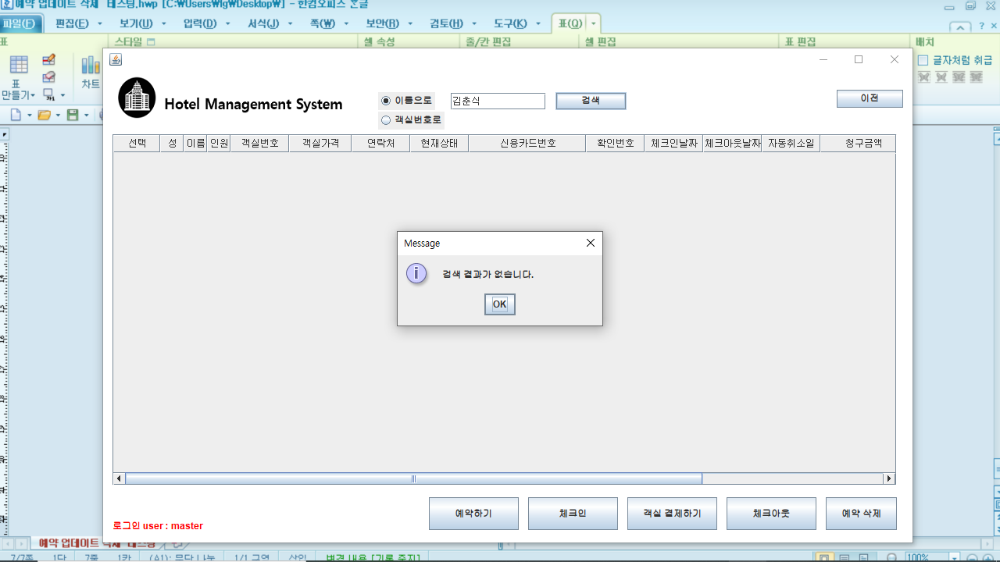 예약 업데이트 삭제 테스팅.hwp [C:₩Users₩lg₩Desktop₩] - 한컴오피스 한글
파일(F) 편집(E) 보기(U) 입력(D) 서식(J) 쪽(W) 보안(R) 검토(H) 도구(K) 표(Q)
표 스타일 셀 속성 줄/칸 편집 셀 편집 표 편집 배치
표
만들기
차트
글자처럼 취급
Hotel Management System
이름으로
김춘식
검색
이전
객실번호로
선택 성 이름 인원 객실번호 객실가격 연락처 현재상태 신용카드번호 확인번호 체크인날짜 체크아웃날짜 자동취소일 청구금액
Message
검색 결과가 없습니다.
OK
예약하기 체크인 객실 결제하기 체크아웃 예약 삭제
로그인 user : master
예약 업데이트 삭제 테스팅
7/7쪽 1단 7줄 1칸 (A1): 문단 나눔 1/1 구역 삽입 변경 내용 [기록 중지] 100%